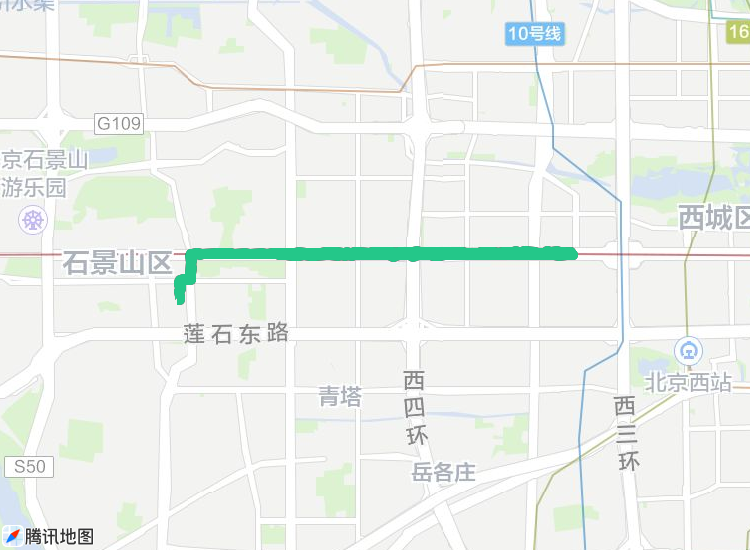 10号线
16
G109
京石景山
游乐园
西城区
石景山区
莲石东路
北京西站
西四环
青塔
西三环
岳各庄
S50
腾讯地图